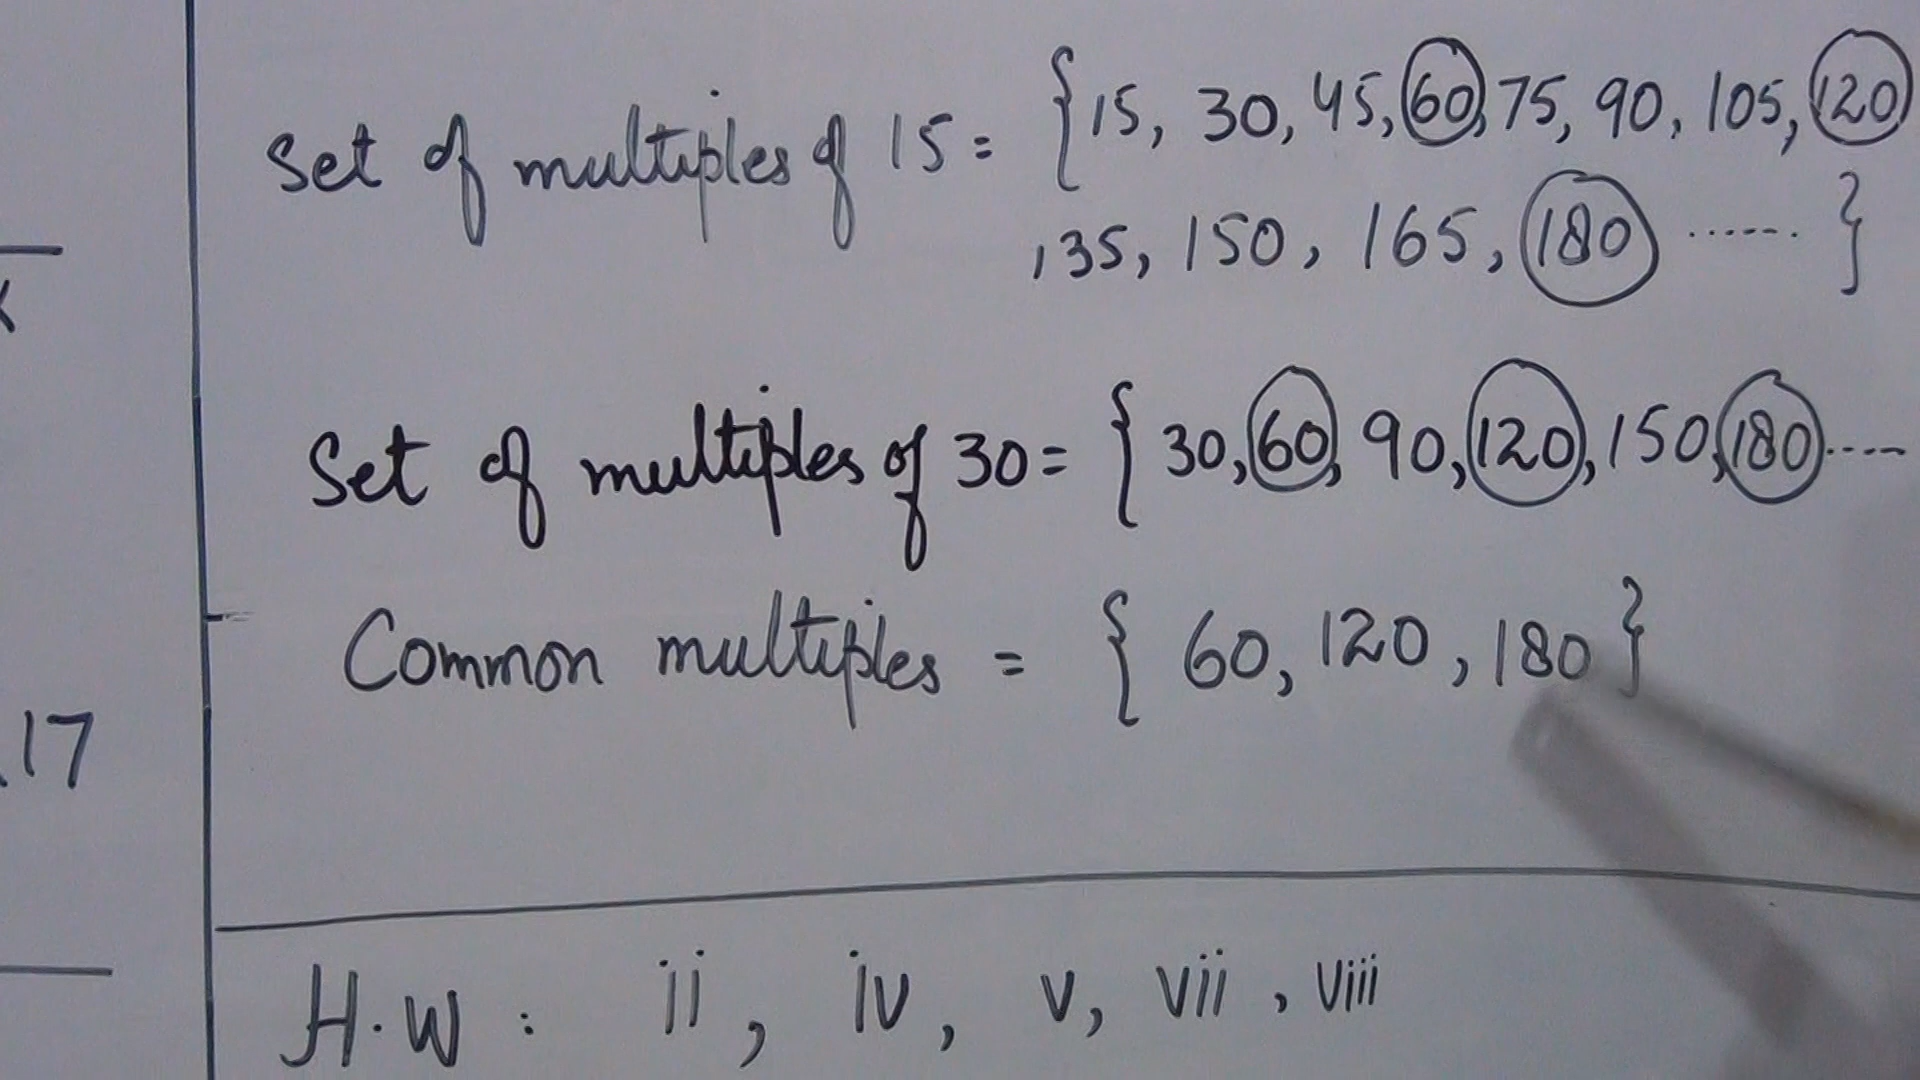 Set of multiples of 15 = {15, 30, 45, 60, 75, 90, 105, 120
, 135, 150, 165, 180 ...... }
Set of multiples of 30 = { 30, 60, 90, 120, 150, 180 ....
Common multiples = { 60, 120, 180 }
.17
H.W : ii, iv, v, vii, viii